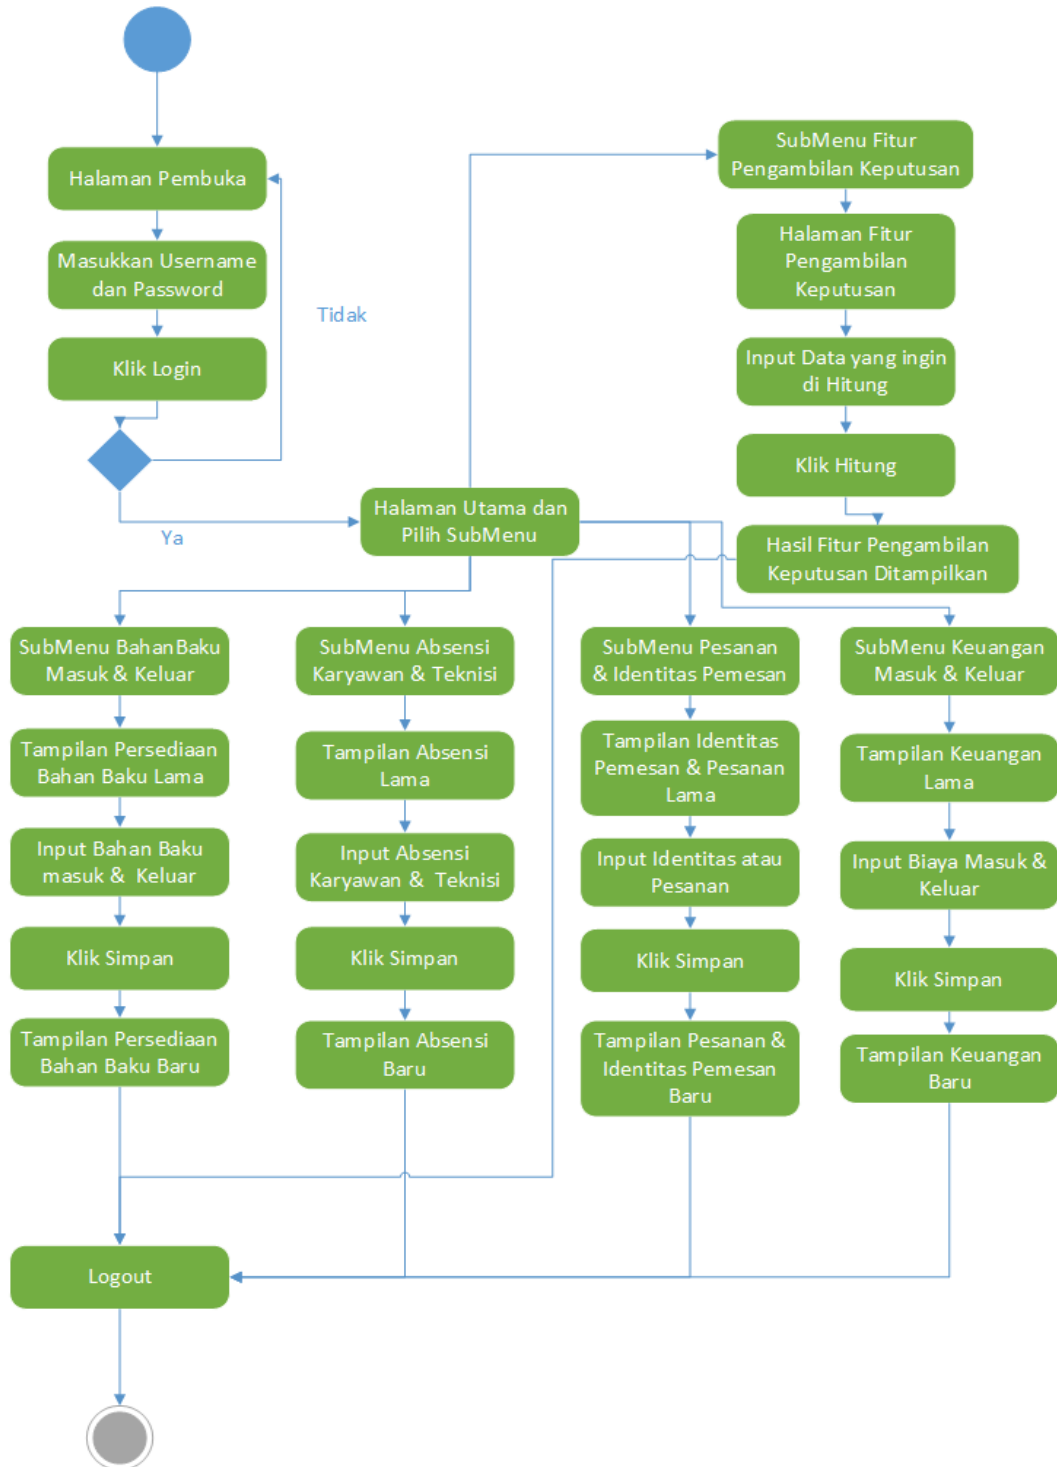 Halaman Pembuka
Masukkan Username
dan Password
Klik Login
Tidak
Ya
Halaman Utama dan
Pilih SubMenu
SubMenu Fitur
Pengambilan Keputusan
Halaman Fitur
Pengambilan
Keputusan
Input Data yang ingin
di Hitung
Klik Hitung
Hasil Fitur Pengambilan
Keputusan Ditampilkan
SubMenu BahanBaku
Masuk & Keluar
Tampilan Persediaan
Bahan Baku Lama
Input Bahan Baku
masuk & Keluar
Klik Simpan
Tampilan Persediaan
Bahan Baku Baru
SubMenu Absensi
Karyawan & Teknisi
Tampilan Absensi
Lama
Input Absensi
Karyawan & Teknisi
Klik Simpan
Tampilan Absensi
Baru
SubMenu Pesanan
& Identitas Pemesan
Tampilan Identitas
Pemesan & Pesanan
Lama
Input Identitas atau
Pesanan
Klik Simpan
Tampilan Pesanan &
Identitas Pemesan
Baru
SubMenu Keuangan
Masuk & Keluar
Tampilan Keuangan
Lama
Input Biaya Masuk &
Keluar
Klik Simpan
Tampilan Keuangan
Baru
Logout